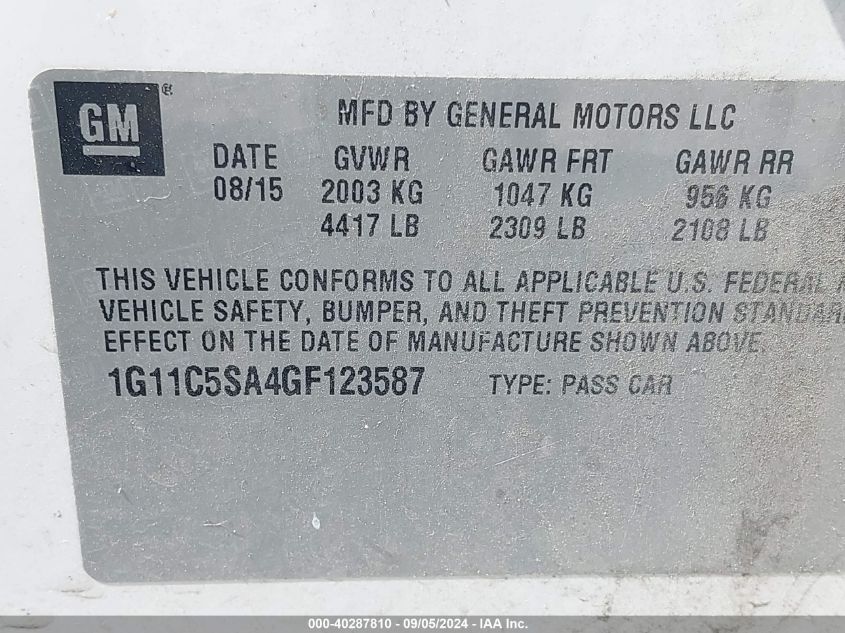 GM®
MFD BY GENERAL MOTORS LLC
DATE GVWR GAWR FRT GAWR RR
08/15 2003 KG 1047 KG 956 KG
4417 LB 2309 LB 2108 LB
THIS VEHICLE CONFORMS TO ALL APPLICABLE U.S. FEDERAL
VEHICLE SAFETY, BUMPER, AND THEFT PREVENTION STANDAR
EFFECT ON THE DATE OF MANUFACTURE SHOWN ABOVE.
1G11C5SA4GF123587 TYPE: PASS CAR
000-40287810 - 09/05/2024 - IAA Inc.